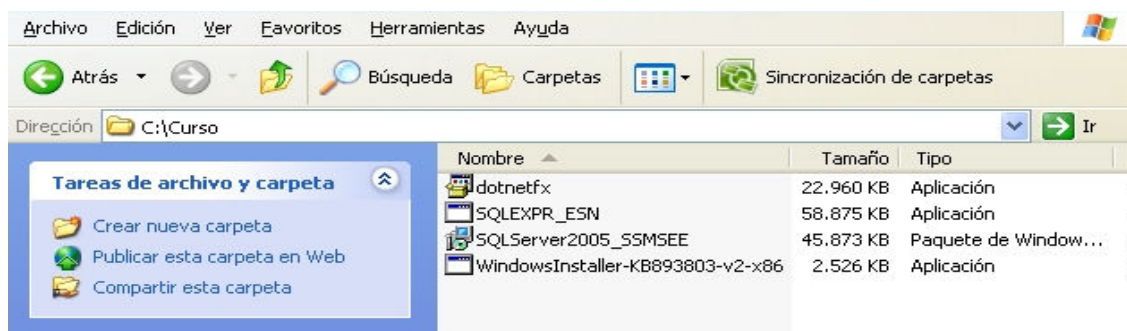 Archivo Edición Ver Favoritos Herramientas Ayuda
Atrás Búsqueda Carpetas Sincronización de carpetas
Dirección C:\Curso Ir
Nombre Tamaño Tipo
Tareas de archivo y carpeta
Crear nueva carpeta
Publicar esta carpeta en Web
Compartir esta carpeta
dotnetfx 22.960 KB Aplicación
SQLEXPR_ESN 58.875 KB Aplicación
SQLServer2005_SSMSEE 45.873 KB Paquete de Window...
WindowsInstaller-KB893803-v2-x86 2.526 KB Aplicación